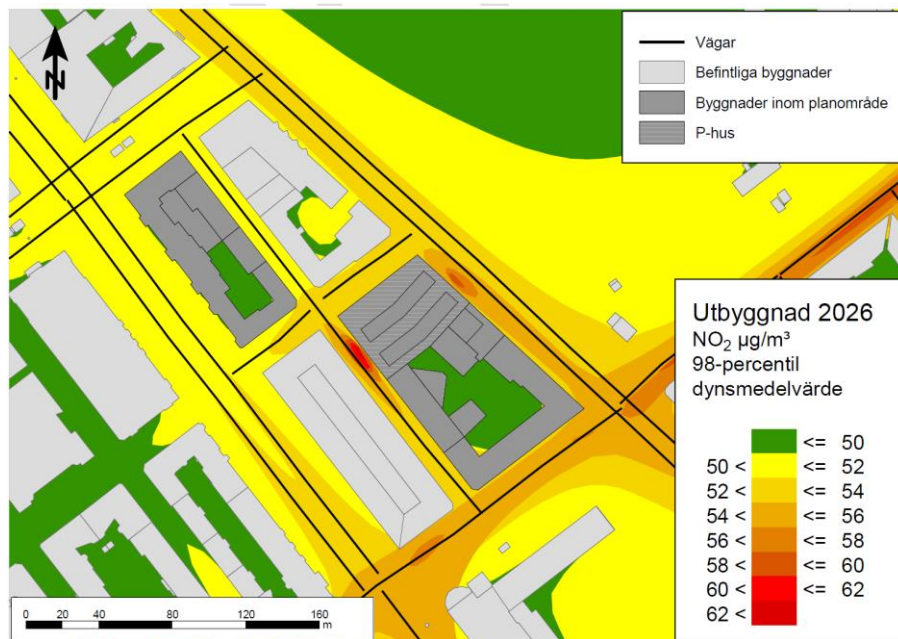 N
Vägar
Befintliga byggnader
Byggnader inom planområde
P-hus
Utbyggnad 2026
NO₂ µg/m³
98-percentil
dynsmedelvärde
<= 50
50 < <= 52
52 < <= 54
54 < <= 56
56 < <= 58
58 < <= 60
60 < <= 62
62 <
0 20 40 80 120 160
m